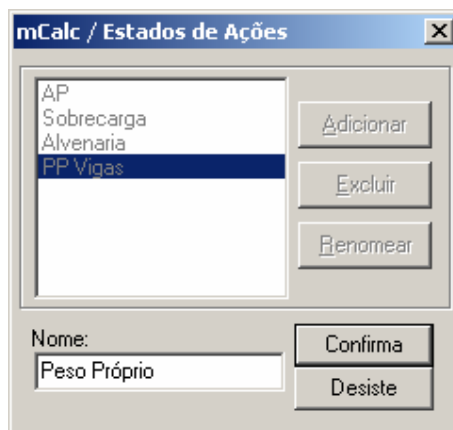 mCalc / Estados de Ações
AP
Sobrecarga
Alvenaria
PP Vigas
Adicionar
Excluir
Renomear
Nome:
Peso Próprio
Confirma
Desiste